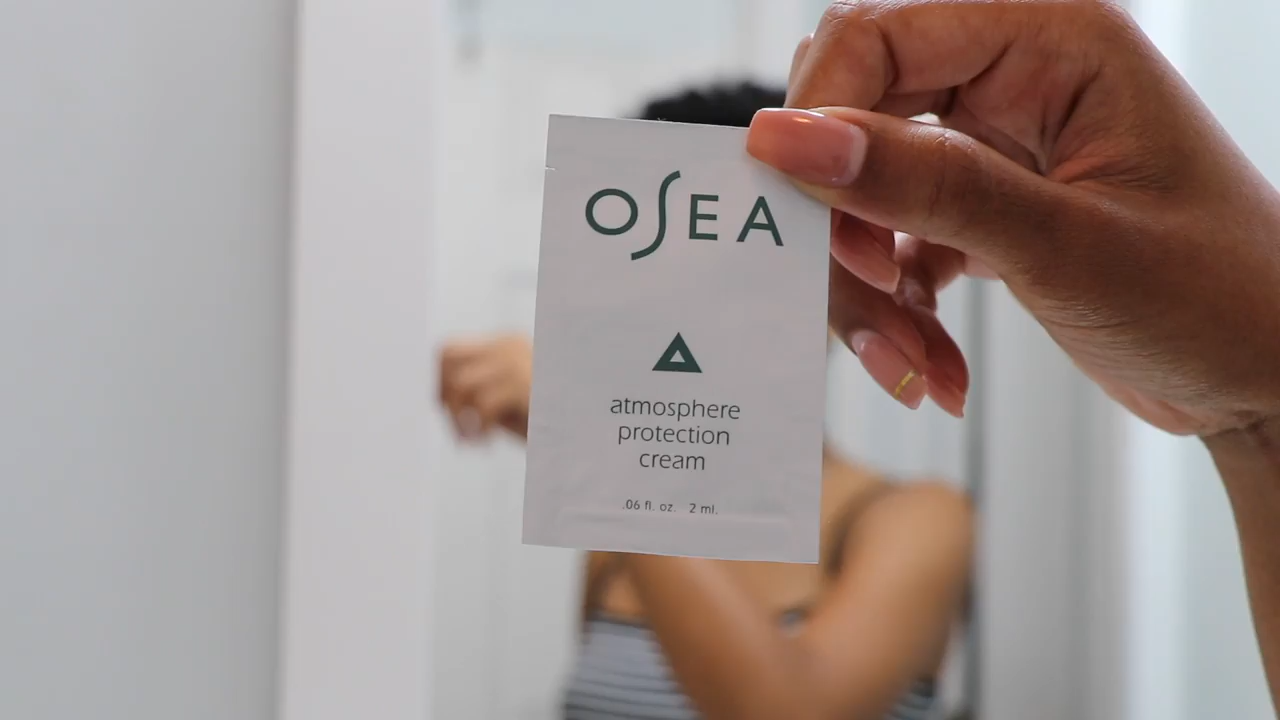 OSEA
atmosphere
protection
cream
.06 fl. oz. 2 ml.